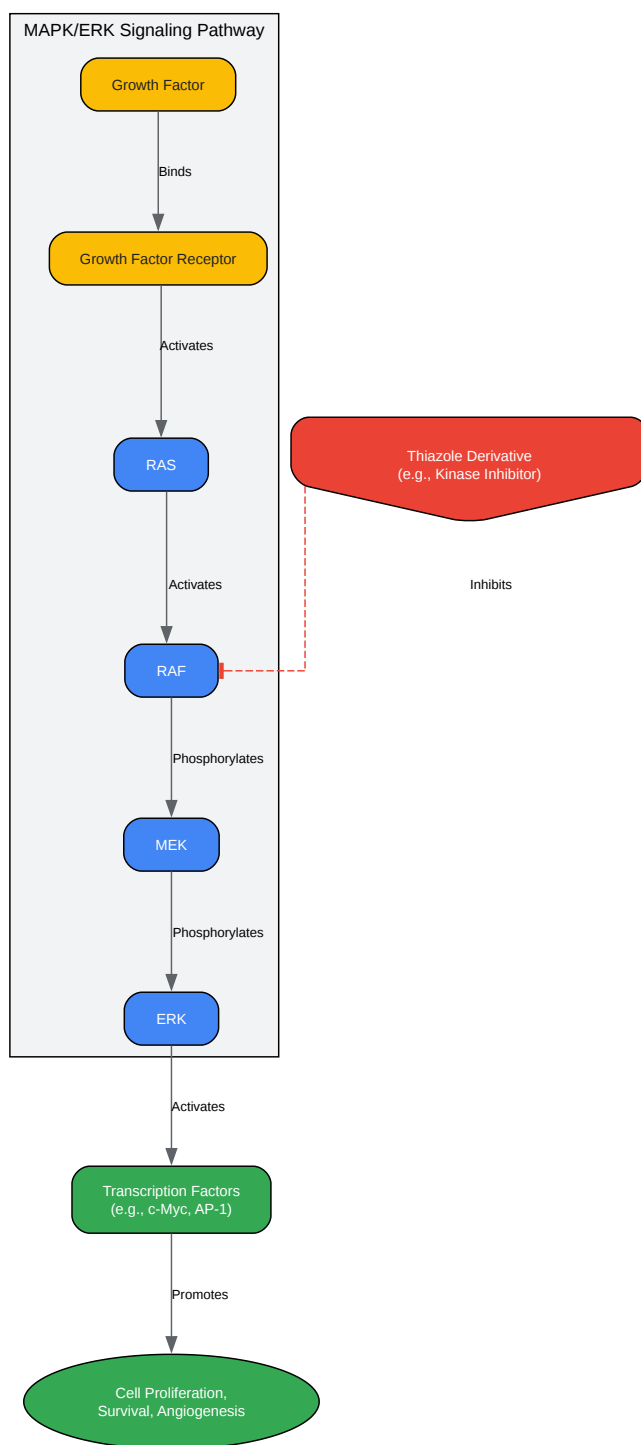 MAPK/ERK Signaling Pathway
Growth Factor
Binds
Growth Factor Receptor
Activates
RAS
Thiazole Derivative
(e.g., Kinase Inhibitor)
Activates
Inhibits
RAF
Phosphorylates
MEK
Phosphorylates
ERK
Activates
Transcription Factors
(e.g., c-Myc, AP-1)
Promotes
Cell Proliferation,
Survival, Angiogenesis